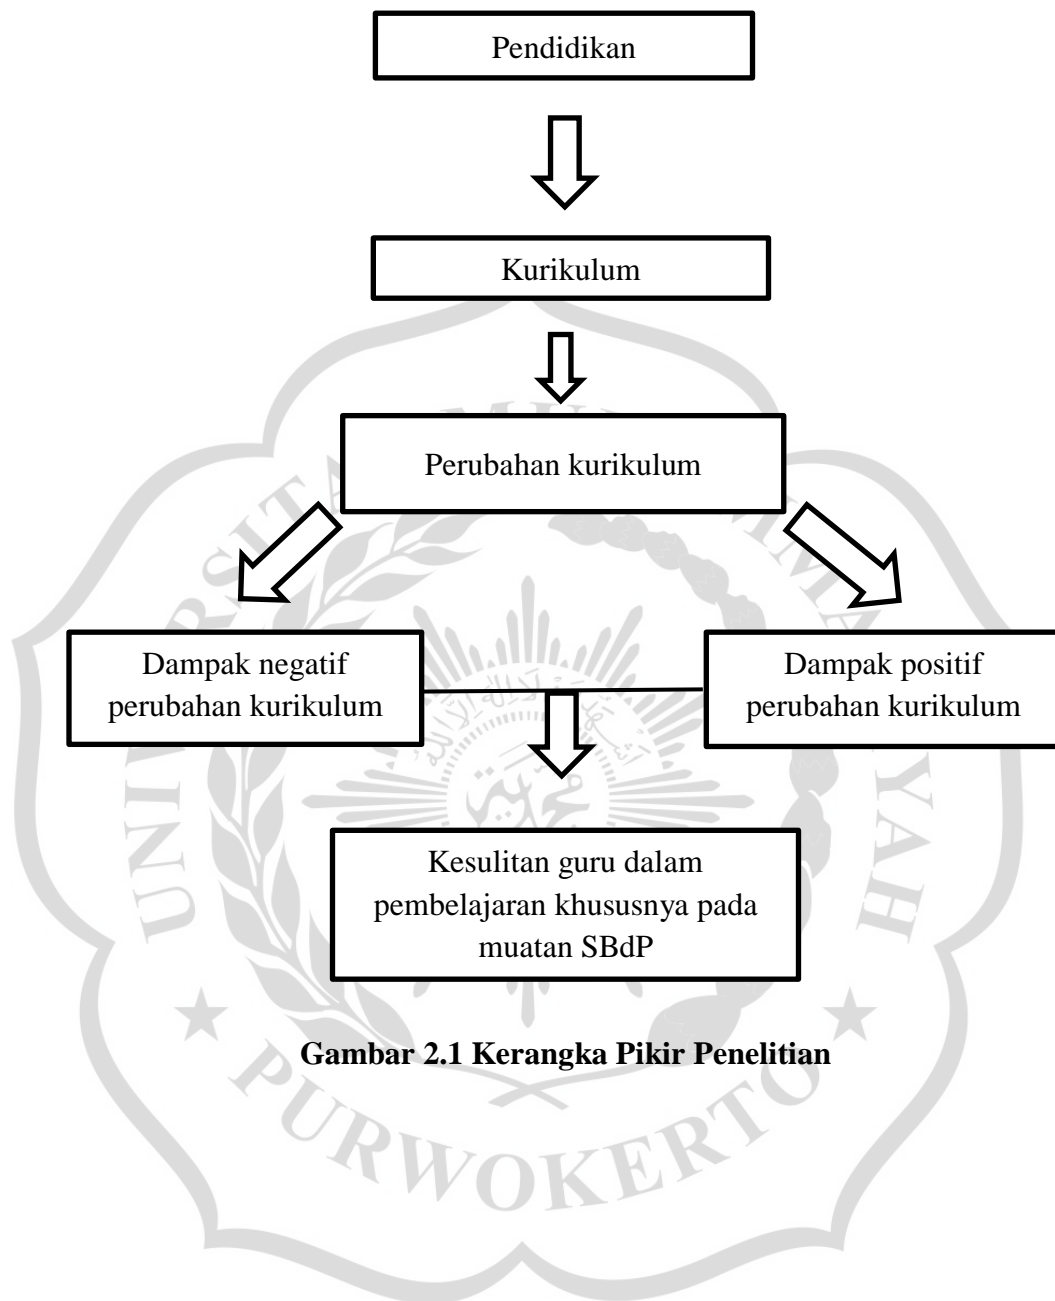 Pendidikan
Kurikulum
Perubahan kurikulum
Dampak negatif
perubahan kurikulum
Dampak positif
perubahan kurikulum
Kesulitan guru dalam
pembelajaran khususnya pada
muatan SBdP
Gambar 2.1 Kerangka Pikir Penelitian
PURWOKERTO